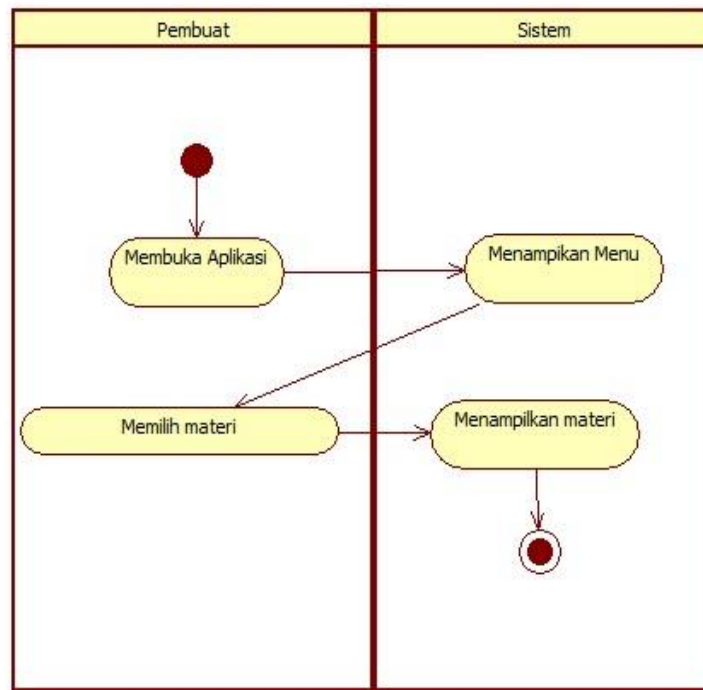 Pembuat
Sistem
Membuka Aplikasi
Menampikan Menu
Memilih materi
Menampilkan materi